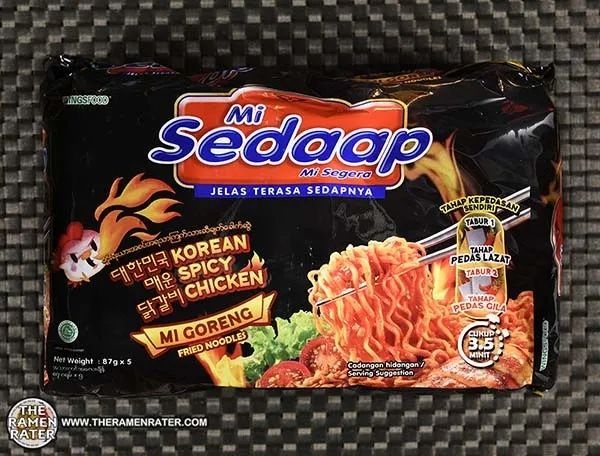 WINGSFOOD
Mi
Sedaap
Mi Segera
JELAS TERASA SEDAPNYA
대한민국 KOREAN
매운 SPICY
닭갈비 CHICKEN
MI GORENG
FRIED NOODLES
TAHAP KEPEDASAN
SENDIRI
TABUR 1
TAHAP
PEDAS LAZAT
TABUR 2
TAHAP
PEDAS GILA
CUKUP
3.5
MINIT
Net Weight : 87g x 5
Cadangan hidangan/
Serving Suggestion
WINGSFOOD
THE
RAMEN
RATER
WWW.THERAMENRATER.COM